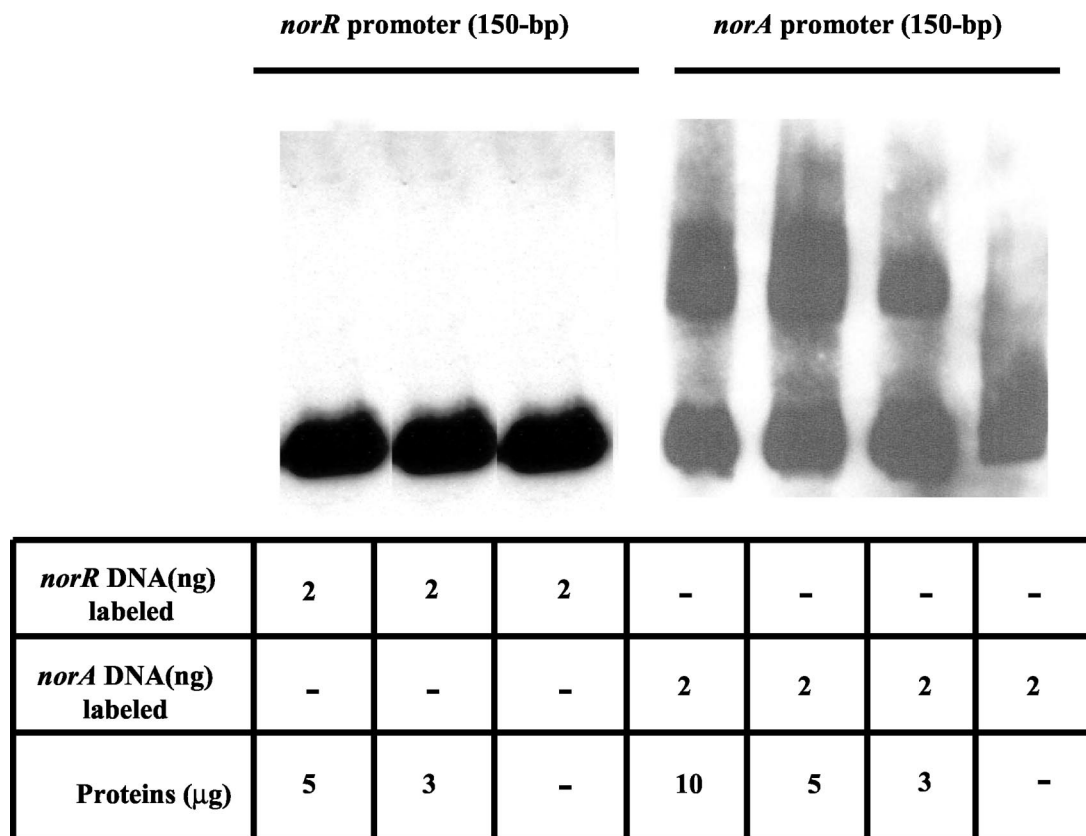 norR promoter (150-bp) norA promoter (150-bp)
norR DNA(ng) 2 2 2 - - - -
labeled
norA DNA(ng) - - - 2 2 2 2
labeled
Proteins (μg) 5 3 - 10 5 3 -